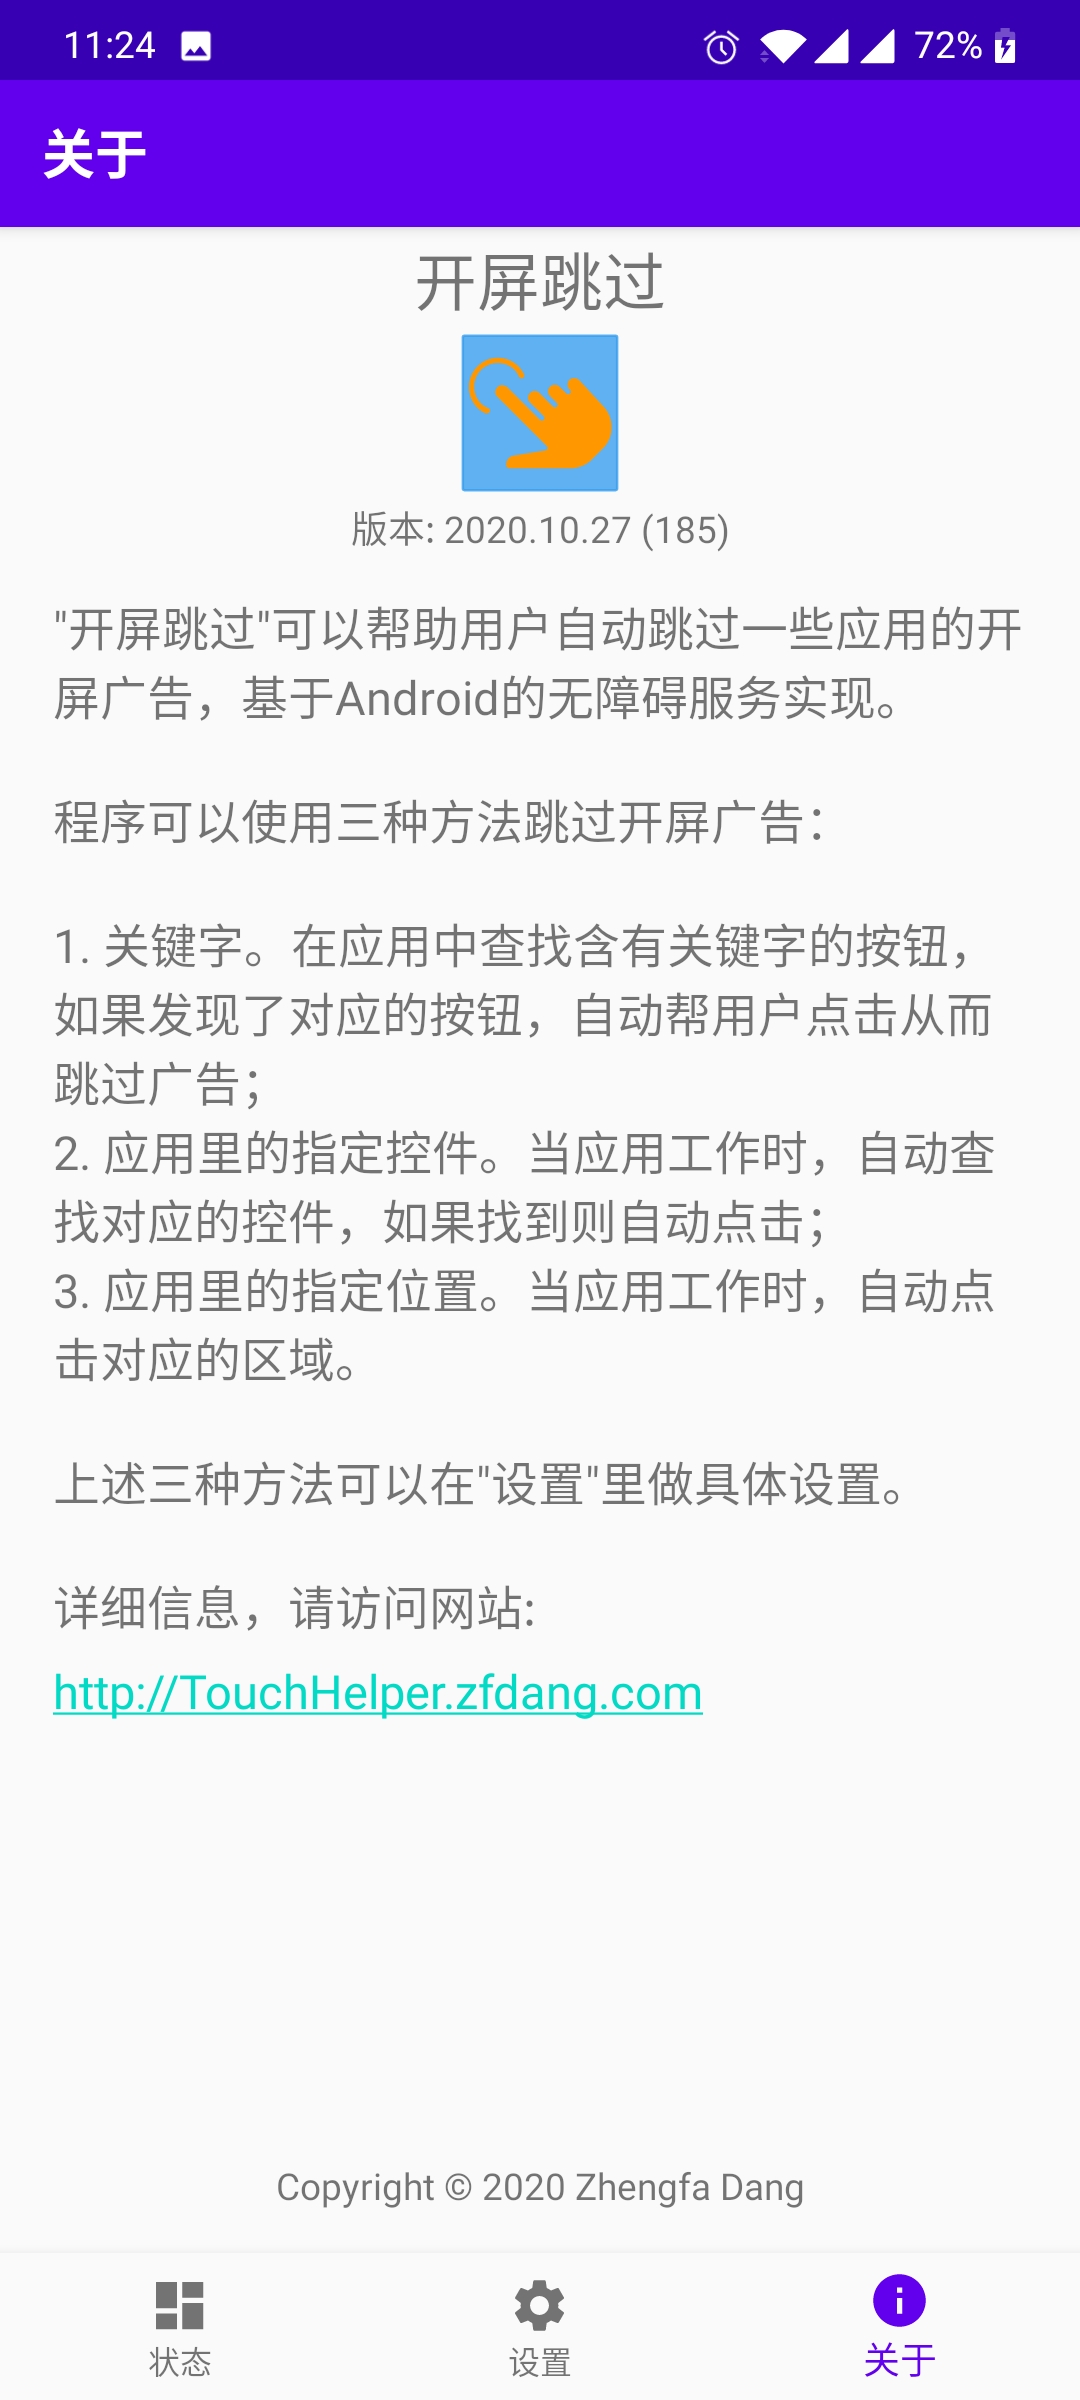 11:24
72%
关于
开屏跳过
版本: 2020.10.27 (185)
"开屏跳过"可以帮助用户自动跳过一些应用的开
屏广告，基于Android的无障碍服务实现。
程序可以使用三种方法跳过开屏广告：
1. 关键字。在应用中查找含有关键字的按钮，
如果发现了对应的按钮，自动帮用户点击从而
跳过广告；
2. 应用里的指定控件。当应用工作时，自动查
找对应的控件，如果找到则自动点击；
3. 应用里的指定位置。当应用工作时，自动点
击对应的区域。
上述三种方法可以在"设置"里做具体设置。
详细信息，请访问网站:
http://TouchHelper.zfdang.com
Copyright © 2020 Zhengfa Dang
状态
设置
关于